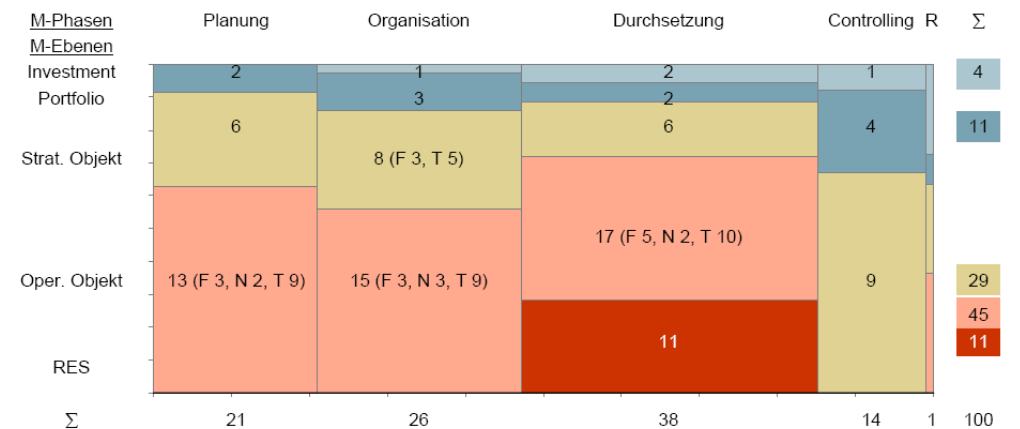 M-Phasen Planung Organisation Durchsetzung Controlling R Σ
M-Ebenen
Investment 2 1 2 1 4
Portfolio 3 2
6 6 4 11
Strat. Objekt 8 (F 3, T 5)
17 (F 5, N 2, T 10)
Oper. Objekt 13 (F 3, N 2, T 9) 15 (F 3, N 3, T 9) 9 29
45
11 11
RES
Σ 21 26 38 14 1 100